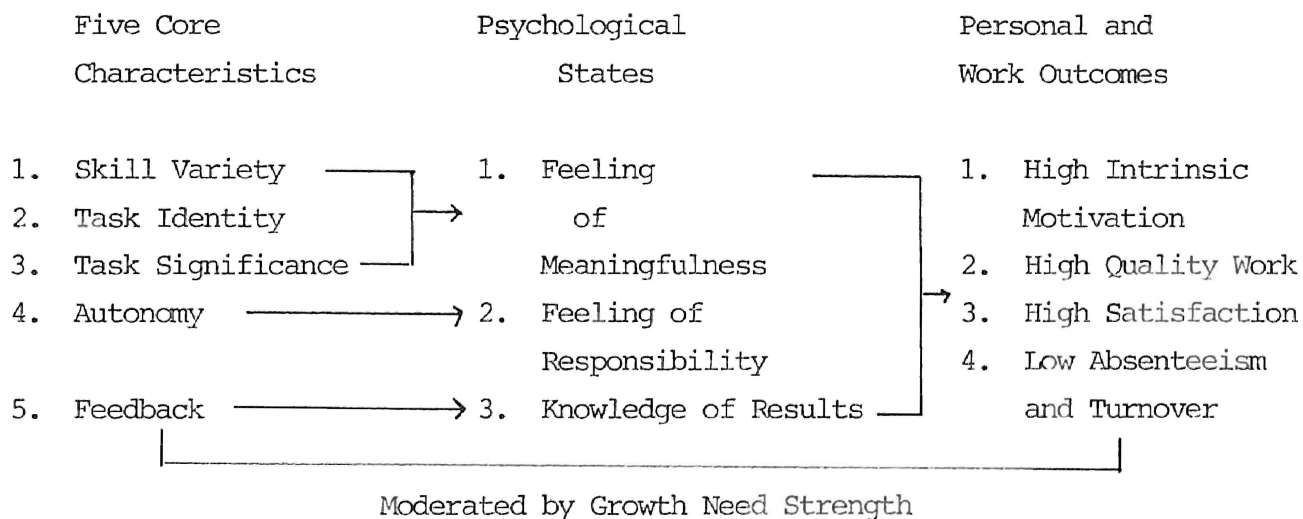 Five Core Psychological Personal and
Characteristics States Work Outcomes
1. Skill Variety 1. Feeling 1. High Intrinsic
2. Task Identity of Motivation
3. Task Significance Meaningfulness 2. High Quality Work
4. Autonomy 2. Feeling of 3. High Satisfaction
Responsibility 4. Low Absenteeism
5. Feedback 3. Knowledge of Results and Turnover
Moderated by Growth Need Strength